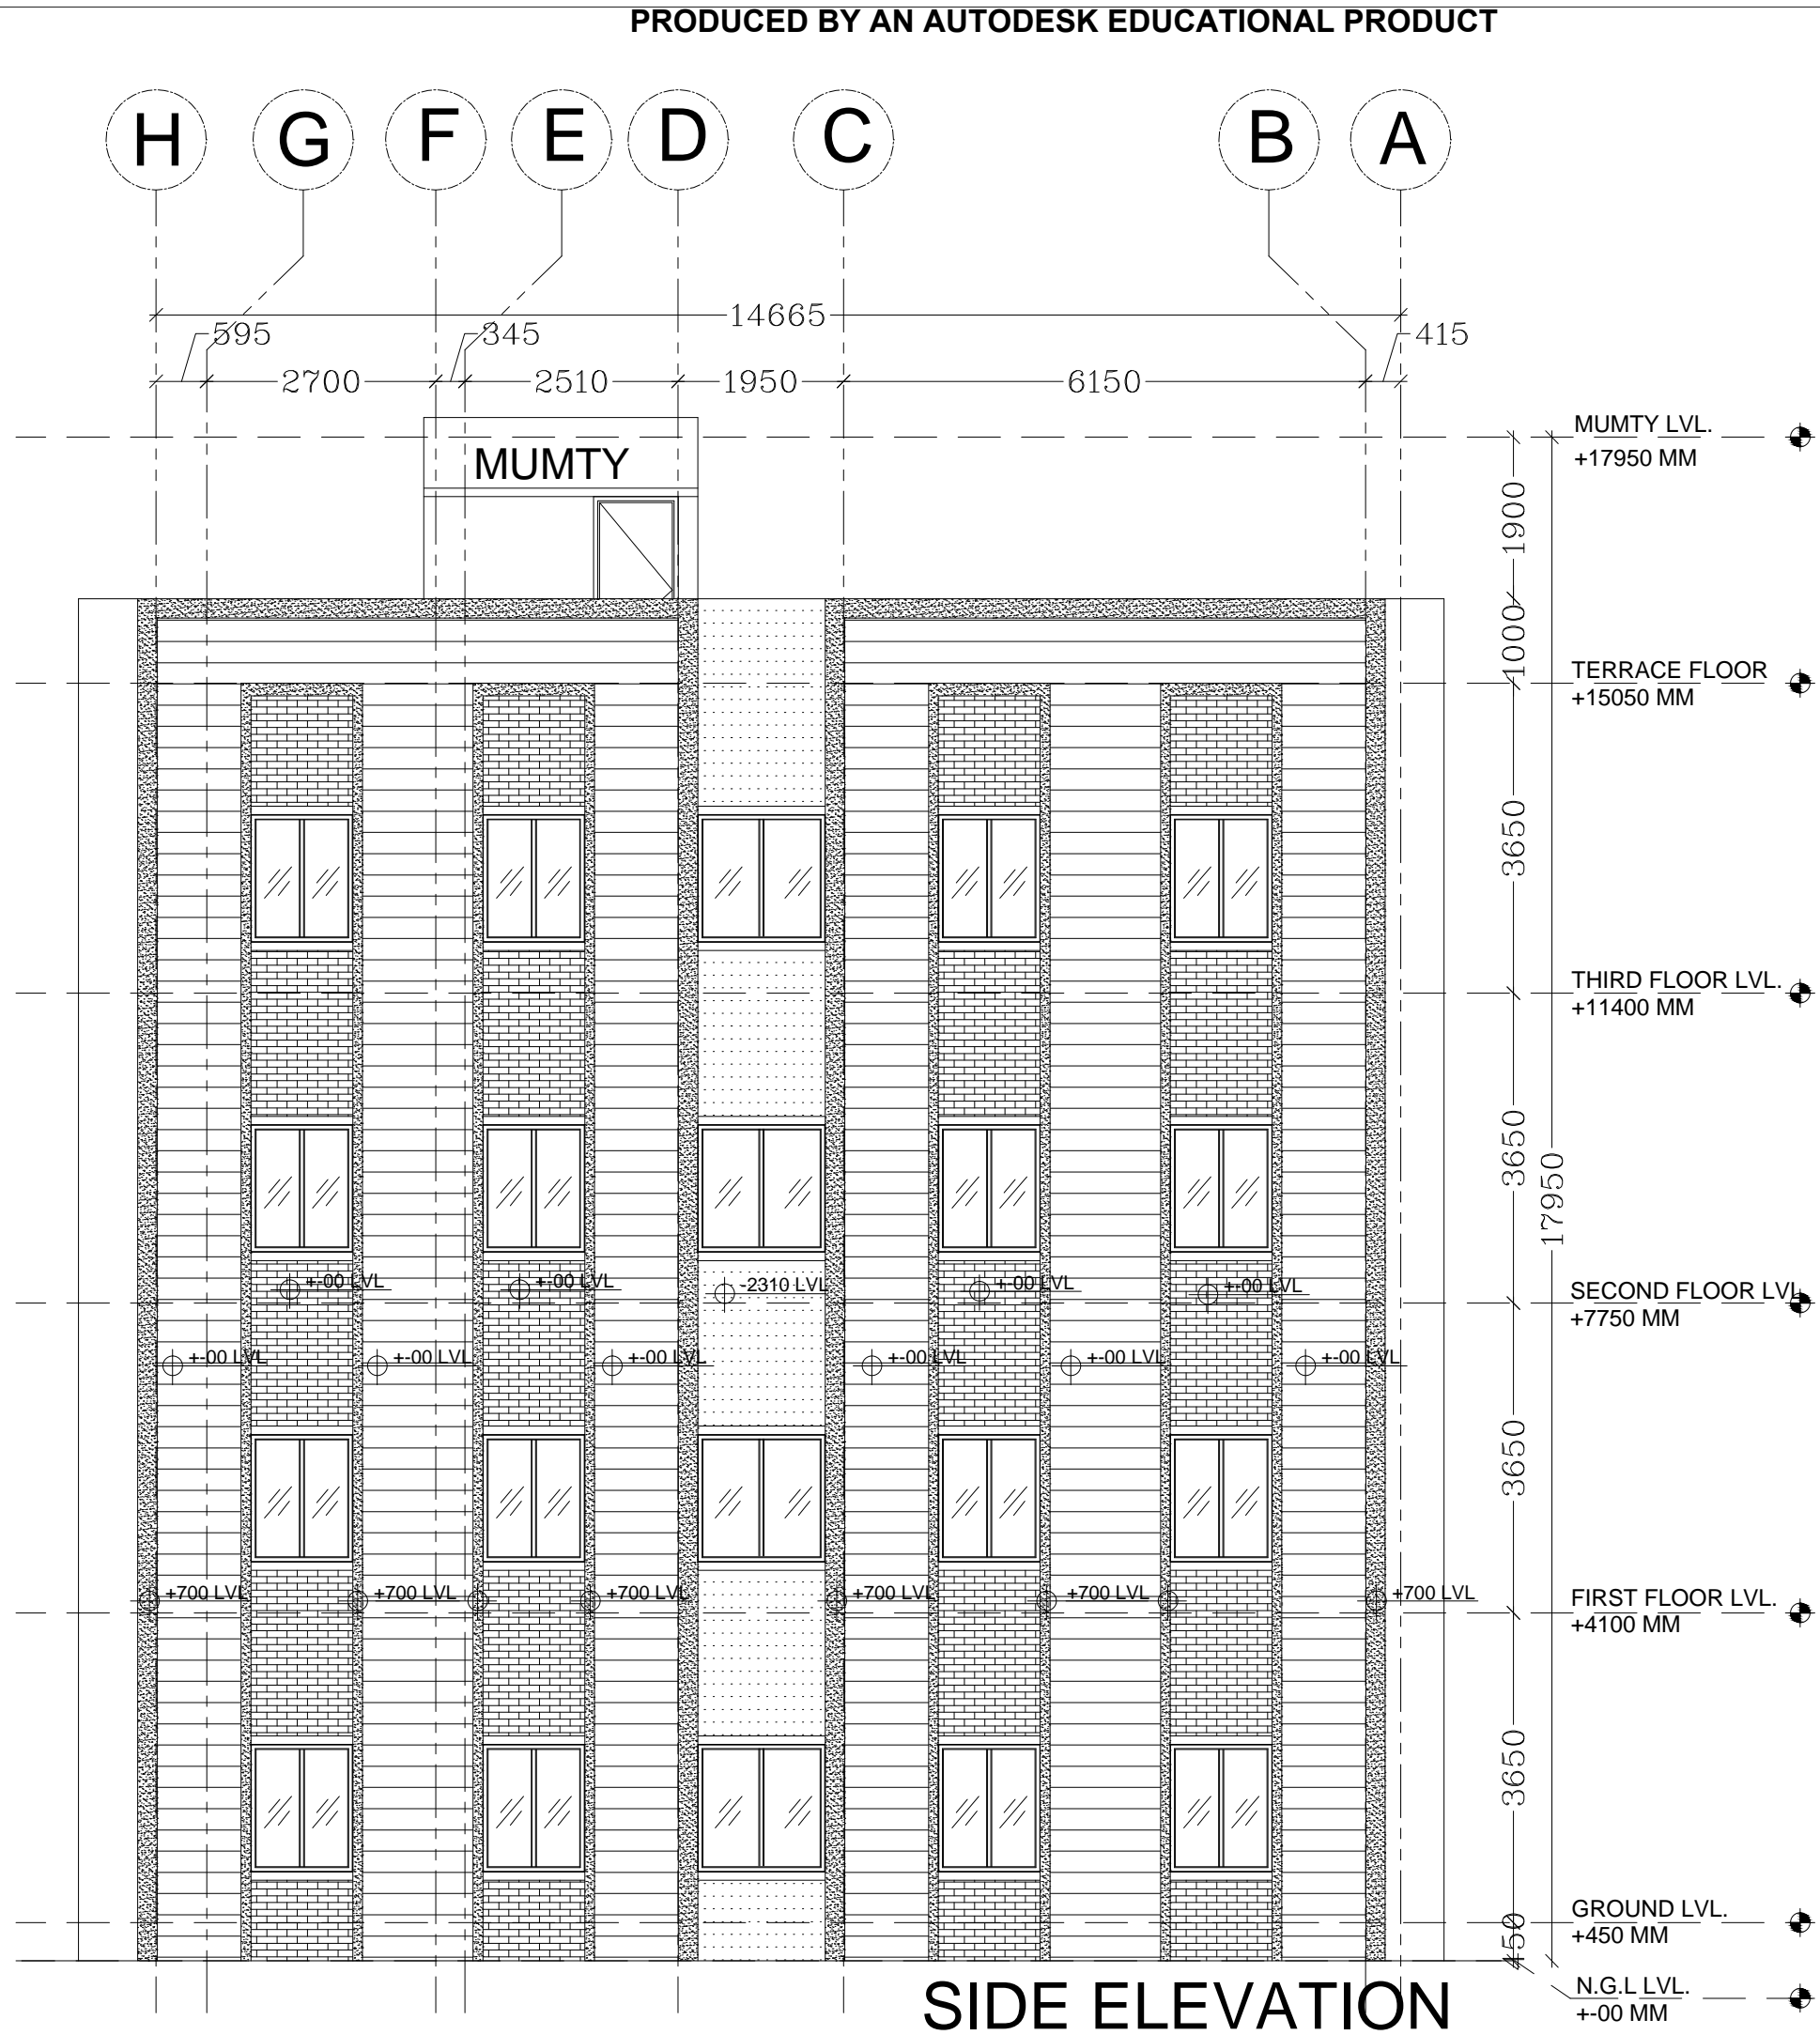 PRODUCED BY AN AUTODESK EDUCATIONAL PRODUCT
H G F E D C B A
14665
595 345 415
2700 2510 1950 6150
MUMTY LVL.
+17950 MM
MUMTY
1900
1000
TERRACE FLOOR
+15050 MM
3650
THIRD FLOOR LVL.
+11400 MM
3650
17950
+-00 LVL +-00 LVL -2310 LVL +-00 LVL +-00 LVL
SECOND FLOOR LVL
+7750 MM
+-00 LVL +-00 LVL +-00 LVL +-00 LVL +-00 LVL +-00 LVL
3650
+700 LVL +700 LVL +700 LVL +700 LVL +700 LVL +700 LVL
FIRST FLOOR LVL.
+4100 MM
3650
GROUND LVL.
+450 MM
450
SIDE ELEVATION
N.G.L LVL.
+-00 MM